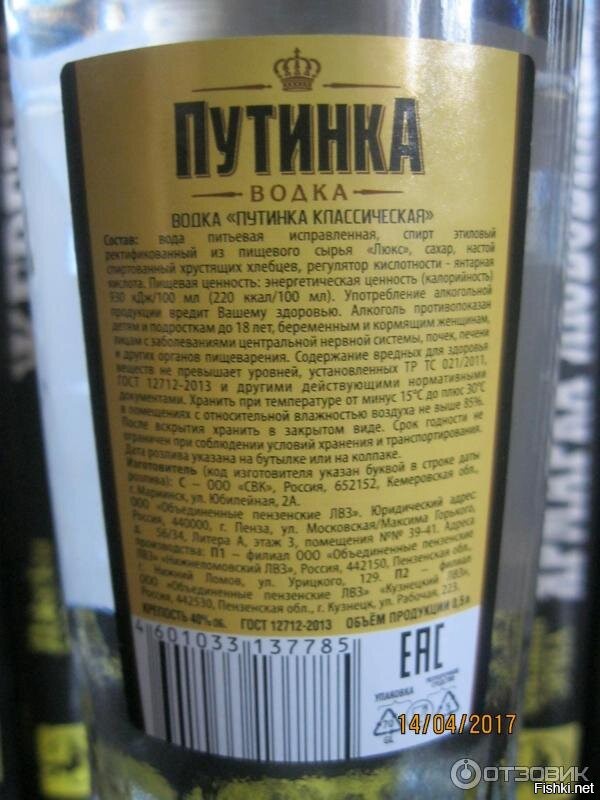 ПУТИНКА
ВОДКА
ВОДКА «ПУТИНКА КЛАССИЧЕСКАЯ»
Состав: вода питьевая исправленная, спирт этиловый
ректификованный из пищевого сырья «Люкс», сахар, настой
спиртованный хрустящих хлебцев, регулятор кислотности - янтарная
кислота. Пищевая ценность: энергетическая ценность (калорийность)
930 кДж/100 мл (220 ккал/100 мл). Употребление алкогольной
продукции вредит Вашему здоровью. Алкоголь противопоказан
детям и подросткам до 18 лет, беременным и кормящим женщинам,
лицам с заболеваниями центральной нервной системы, почек, печени
и других органов пищеварения. Содержание вредных для здоровья
веществ не превышает уровней, установленных ТР ТС 021/2011,
ГОСТ 12712-2013 и другими действующими нормативными
документами. Хранить при температуре от минус 15°С до плюс 30°С
в помещениях с относительной влажностью воздуха не выше 85%.
После вскрытия хранить в закрытом виде. Срок годности не
ограничен при соблюдении условий хранения и транспортирования.
Дата розлива указана на бутылке или на колпаке.
Изготовитель (код изготовителя указан буквой в строке даты
розлива): С – ООО «СВК», Россия, 652152, Кемеровская обл.,
г. Мариинск, ул. Юбилейная, 2А.
ООО «Объединенные пензенские ЛВЗ». Юридический адрес:
Россия, 440000, г. Пенза, ул. Московская/Максима Горького,
д. 56/34, Литера А, этаж 3, помещения №№ 39-41. Адреса
производства: П1 – филиал ООО «Объединенные пензенские
ЛВЗ» «Нижнеломовский ЛВЗ», Россия, 442150, Пензенская обл.,
г. Нижний Ломов, ул. Урицкого, 129. П2 – филиал
ООО «Объединенные пензенские ЛВЗ» «Кузнецкий ЛВЗ»,
Россия, 442530, Пензенская обл., г. Кузнецк, ул. Рабочая, 223.
КРЕПОСТЬ 40% об. ГОСТ 12712-2013 ОБЪЁМ ПРОДУКЦИИ 0,5 л
4601033137785
EAC
УПАКОВКА
70
GL
14/04/2017
ОТЗОВИК
Fishki.net